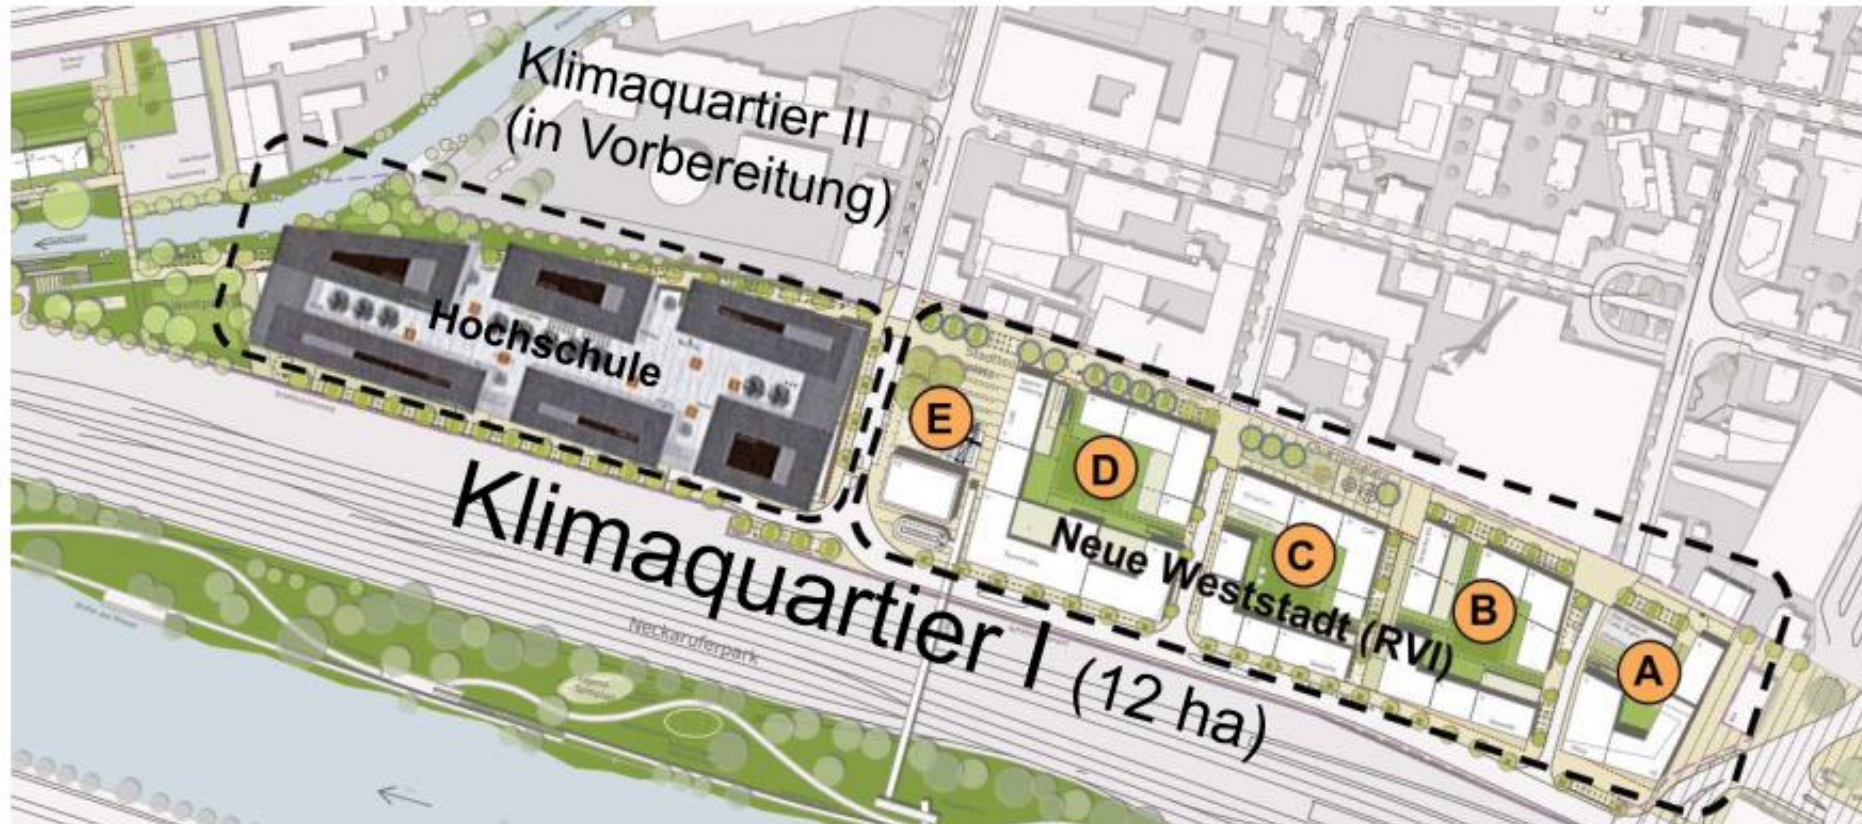 Klimaquartier II
(in Vorbereitung)
Hochschule
E
D
C
B
A
Neue Weststadt (RVI)
Klimaquartier I (12 ha)
Neckaruferpark